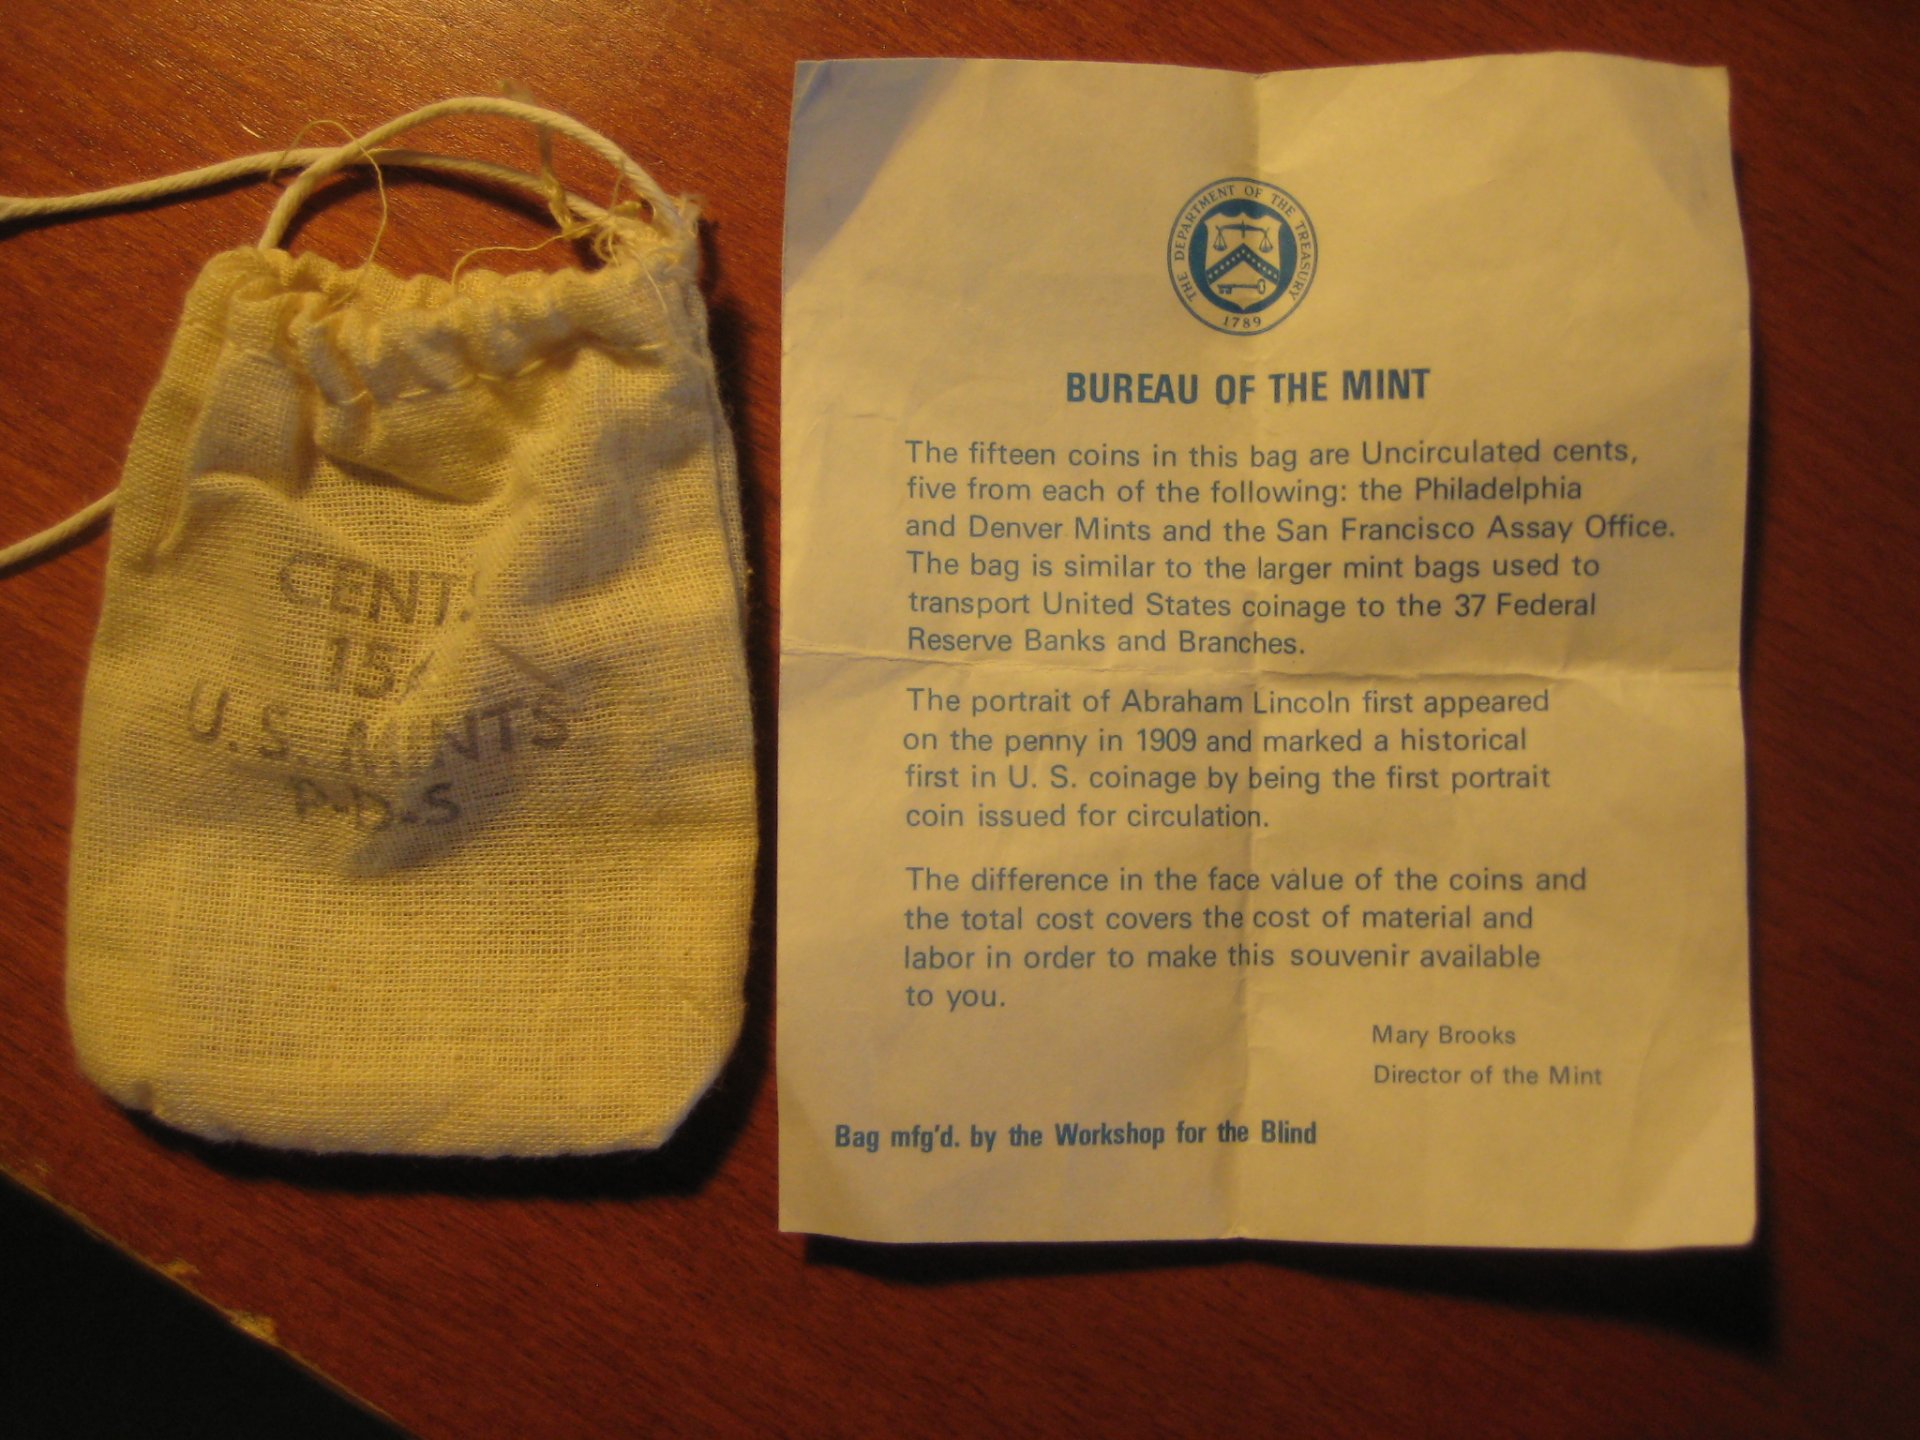 CENTS
15¢
U.S. MINTS
P-D-S
THE DEPARTMENT OF THE TREASURY
1789
BUREAU OF THE MINT
The fifteen coins in this bag are Uncirculated cents,
five from each of the following: the Philadelphia
and Denver Mints and the San Francisco Assay Office.
The bag is similar to the larger mint bags used to
transport United States coinage to the 37 Federal
Reserve Banks and Branches.
The portrait of Abraham Lincoln first appeared
on the penny in 1909 and marked a historical
first in U. S. coinage by being the first portrait
coin issued for circulation.
The difference in the face value of the coins and
the total cost covers the cost of material and
labor in order to make this souvenir available
to you.
Mary Brooks
Director of the Mint
Bag mfg'd. by the Workshop for the Blind